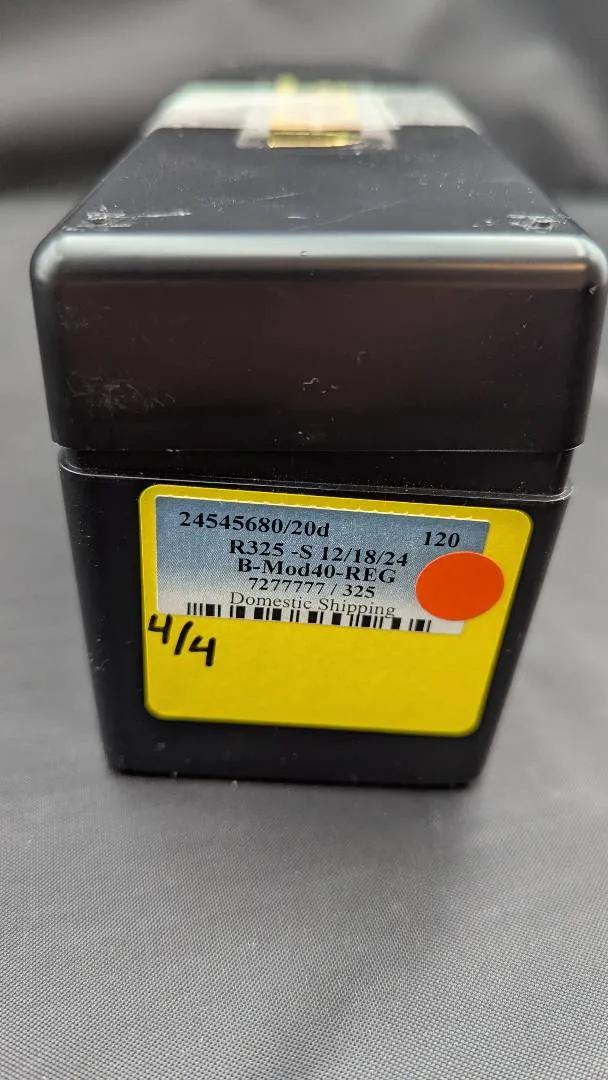 24545680/20d 120
R325 -S 12/18/24
B-Mod40-REG
7277777 / 325
Domestic Shipping
4/4